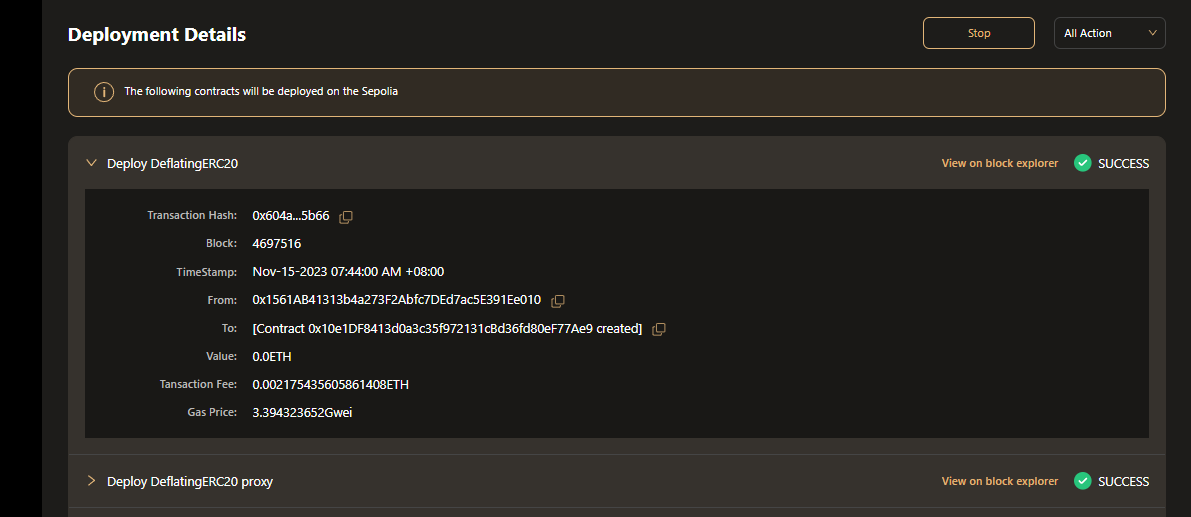 Deployment Details
Stop
All Action
The following contracts will be deployed on the Sepolia
Deploy DeflatingERC20
View on block explorer
SUCCESS
Transaction Hash: 0x604a...5b66
Block: 4697516
TimeStamp: Nov-15-2023 07:44:00 AM +08:00
From: 0x1561AB41313b4a273F2Abfc7DEd7ac5E391Ee010
To: [Contract 0x10e1DF8413d0a3c35f972131cBd36fd80eF77Ae9 created]
Value: 0.0ETH
Tansaction Fee: 0.002175435605861408ETH
Gas Price: 3.394323652Gwei
Deploy DeflatingERC20 proxy
View on block explorer
SUCCESS